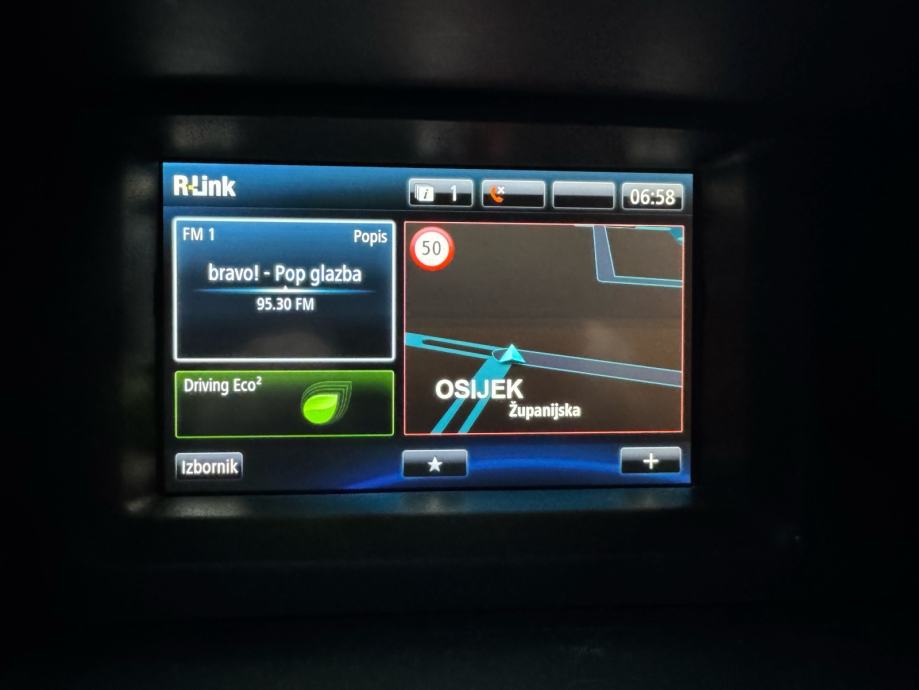 R-Link
i 1
06:58
FM 1 Popis
bravo! - Pop glazba
95.30 FM
50
Driving Eco²
OSIJEK
Županijska
Izbornik